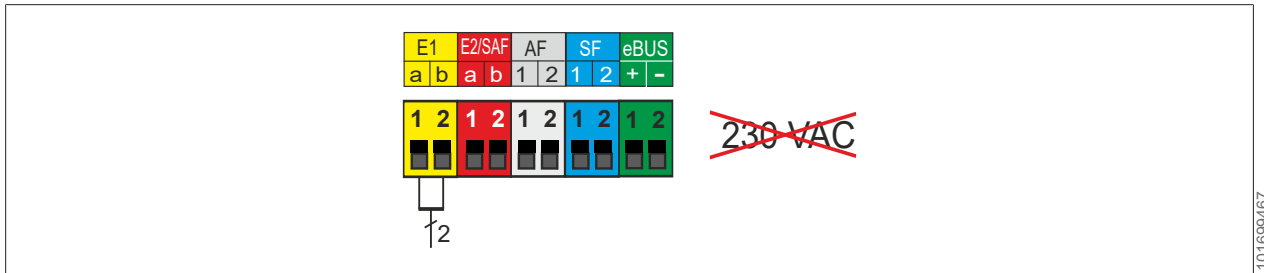 E1 E2/SAF AF SF eBUS
a b a b 1 2 1 2 + -
1 2 1 2 1 2 1 2 1 2
230 VAC
2
101699467